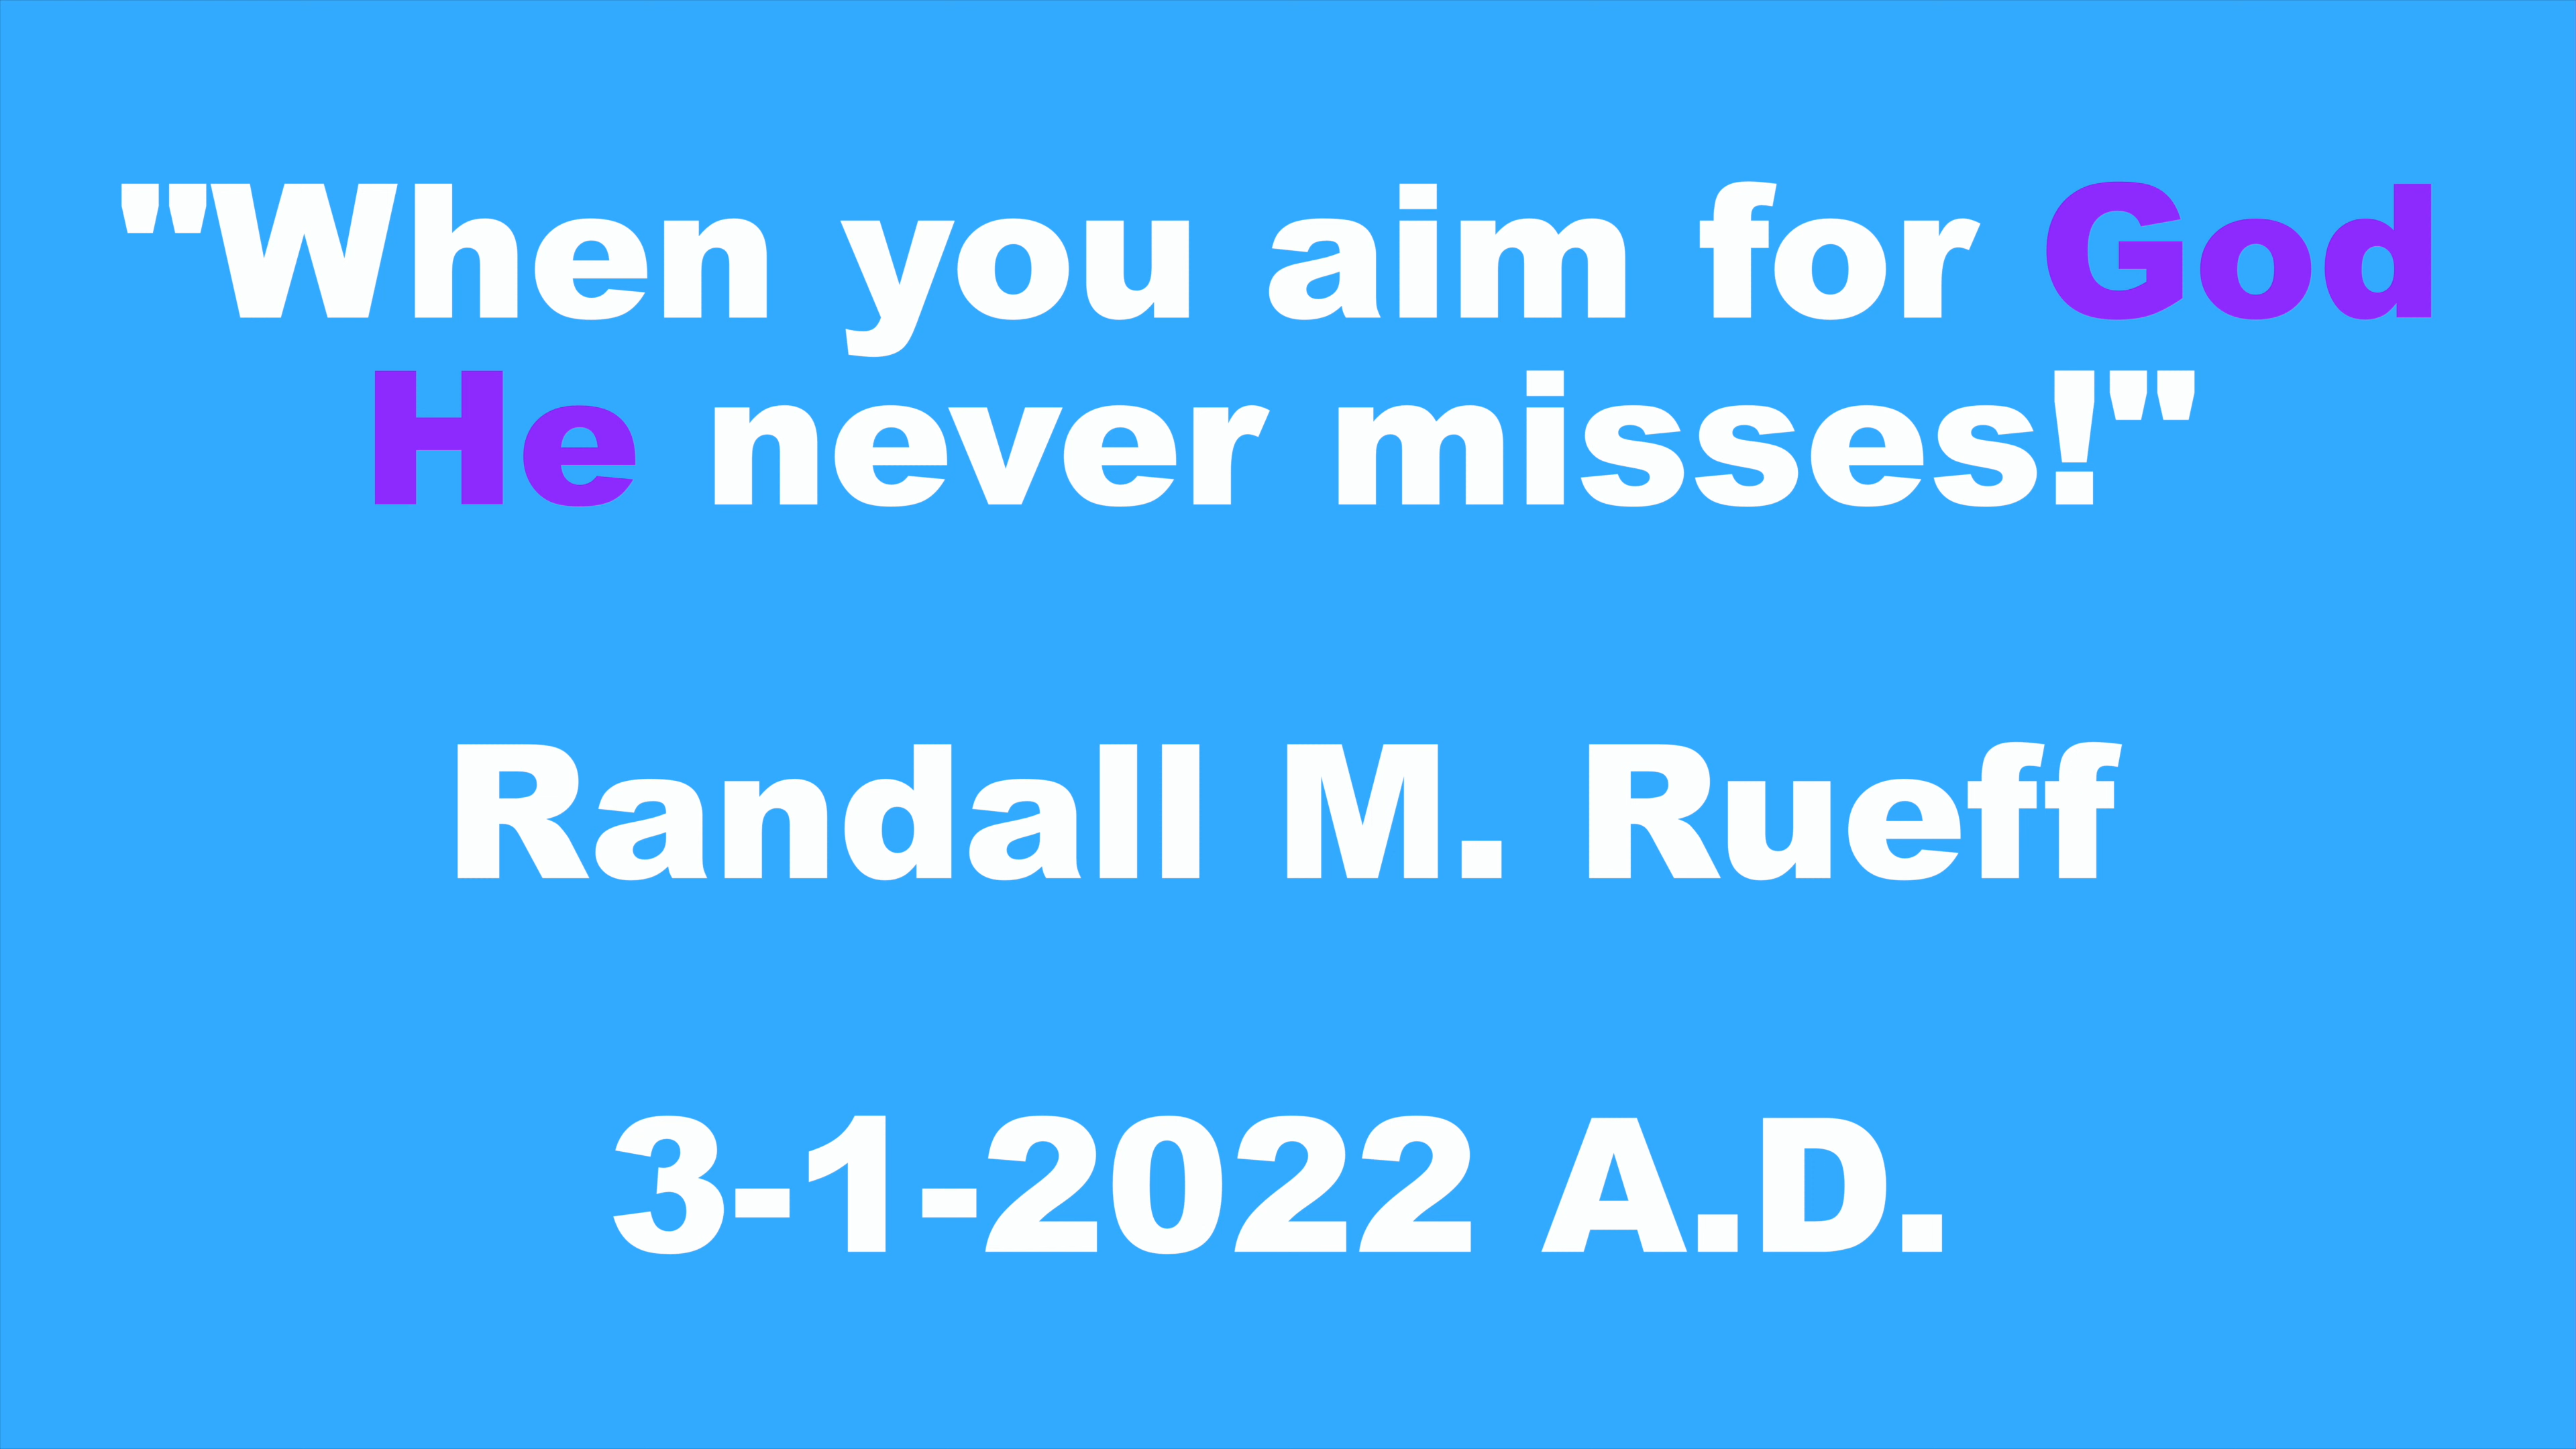 "When you aim for God
He never misses!"
Randall M. Rueff
3-1-2022 A.D.